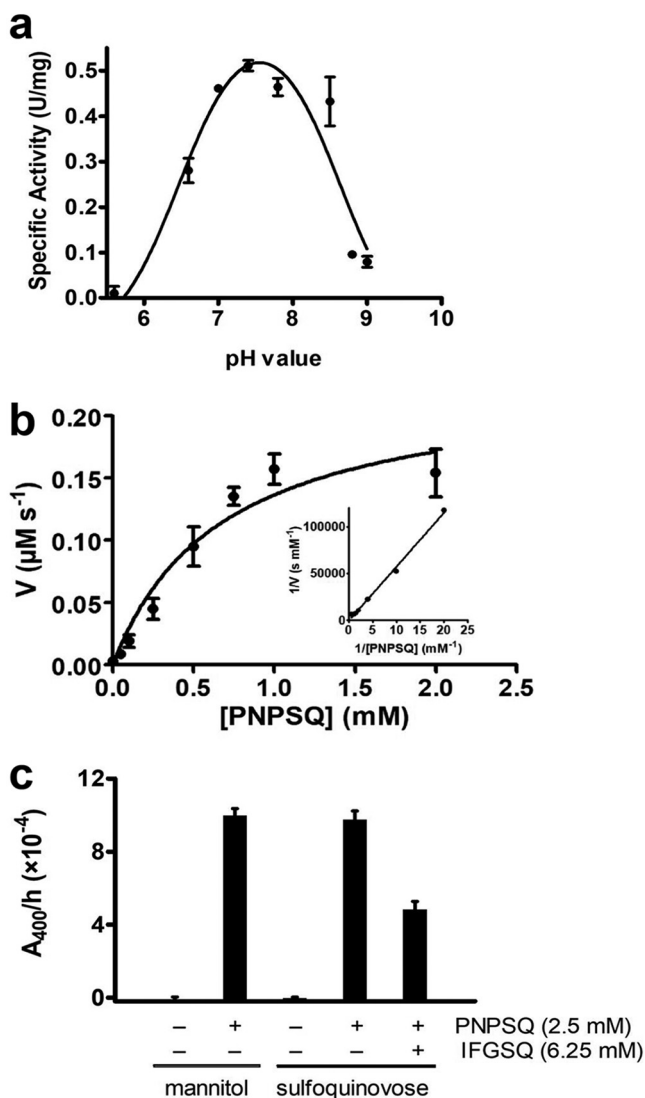 a
Specific Activity (U/mg)
0.5
0.4
0.3
0.2
0.1
0.0
6 7 8 9 10
pH value
b
V (µM s⁻¹)
0.20
0.15
0.10
0.05
0.00
0.0 0.5 1.0 1.5 2.0 2.5
[PNPSQ] (mM)
1/V (s mM⁻¹)
100000
50000
0
0 5 10 15 20 25
1/[PNPSQ] (mM⁻¹)
c
A₄₀₀/h (×10⁻⁴)
12
8
4
0
– + – + + PNPSQ (2.5 mM)
– – – – + IFGSQ (6.25 mM)
mannitol sulfoquinovose